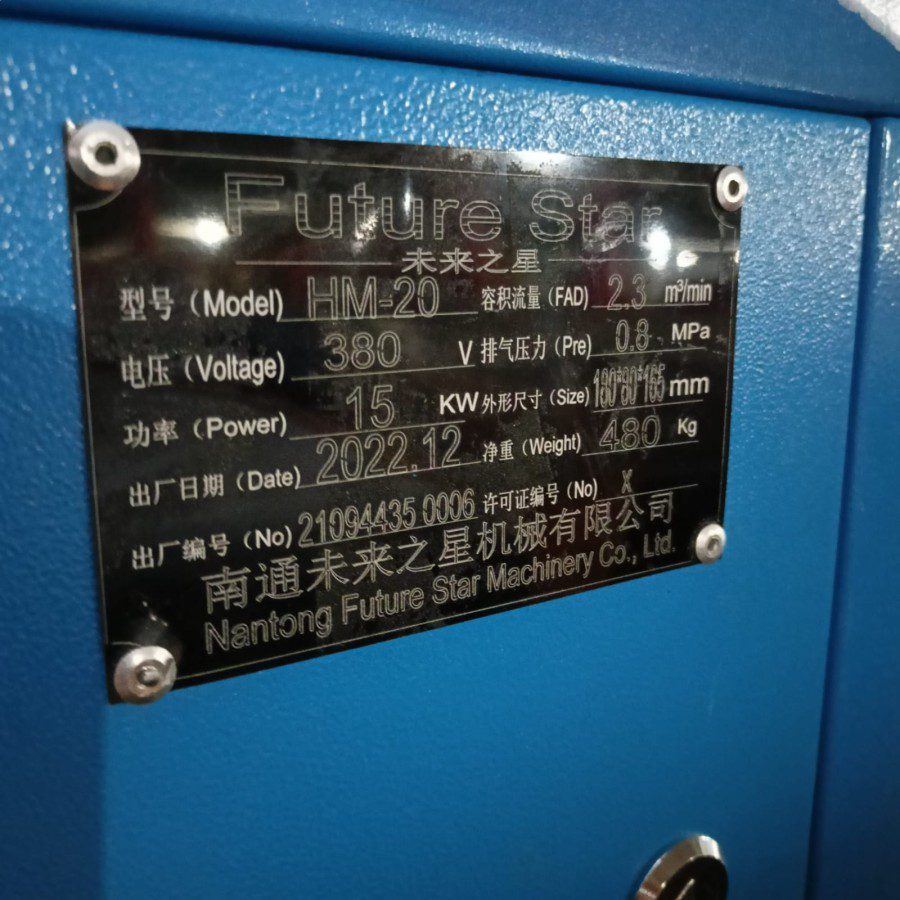 Future Star
未来之星
型号（Model) HM-20 容积流量 (FAD) 2.3 m³/min
电压（Voltage) 380 V 排气压力 (Pre) 0.8 MPa
功率（Power) 15 KW 外形尺寸 (Size) 180*80*165 mm
出厂日期（Date) 2022.12 净重 (Weight) 480 Kg
出厂编号（No) 21094435 0006 许可证编号 (No) X
南通未来之星机械有限公司
Nantong Future Star Machinery Co., Ltd.